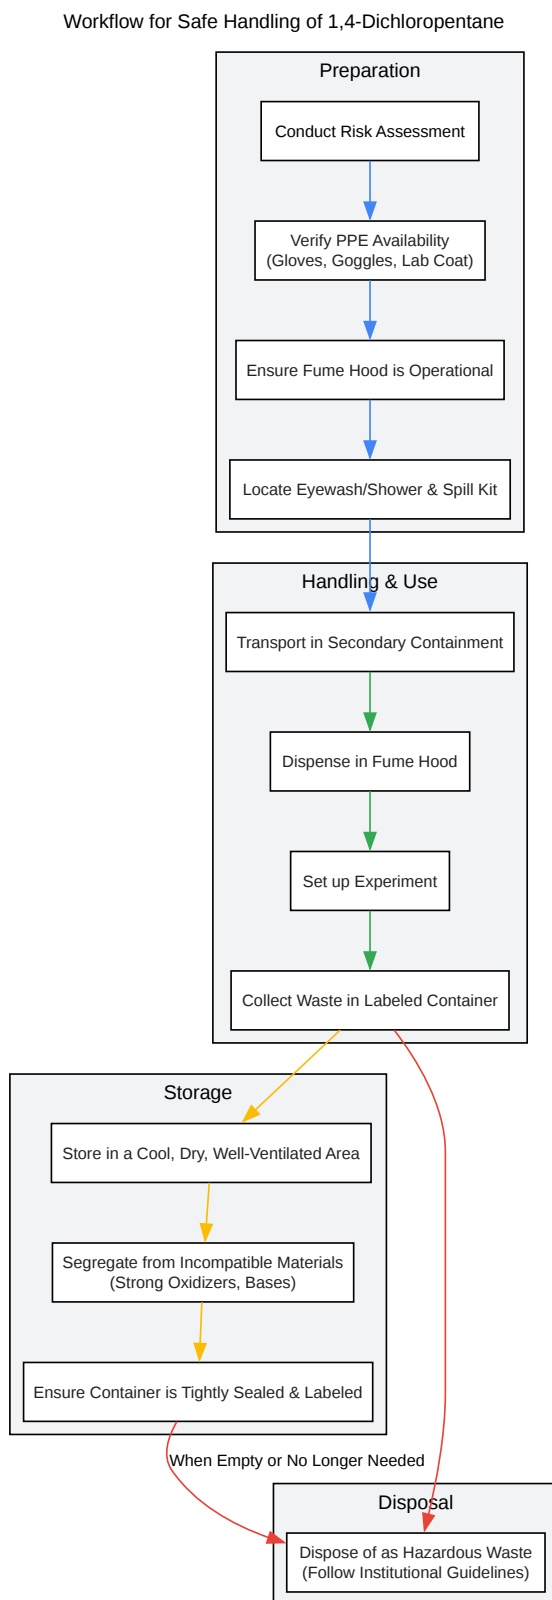 Workflow for Safe Handling of 1,4-Dichloropentane
Preparation
Conduct Risk Assessment
Verify PPE Availability
(Gloves, Goggles, Lab Coat)
Ensure Fume Hood is Operational
Locate Eyewash/Shower & Spill Kit
Handling & Use
Transport in Secondary Containment
Dispense in Fume Hood
Set up Experiment
Collect Waste in Labeled Container
Storage
Store in a Cool, Dry, Well-Ventilated Area
Segregate from Incompatible Materials
(Strong Oxidizers, Bases)
Ensure Container is Tightly Sealed & Labeled
When Empty or No Longer Needed
Disposal
Dispose of as Hazardous Waste
(Follow Institutional Guidelines)